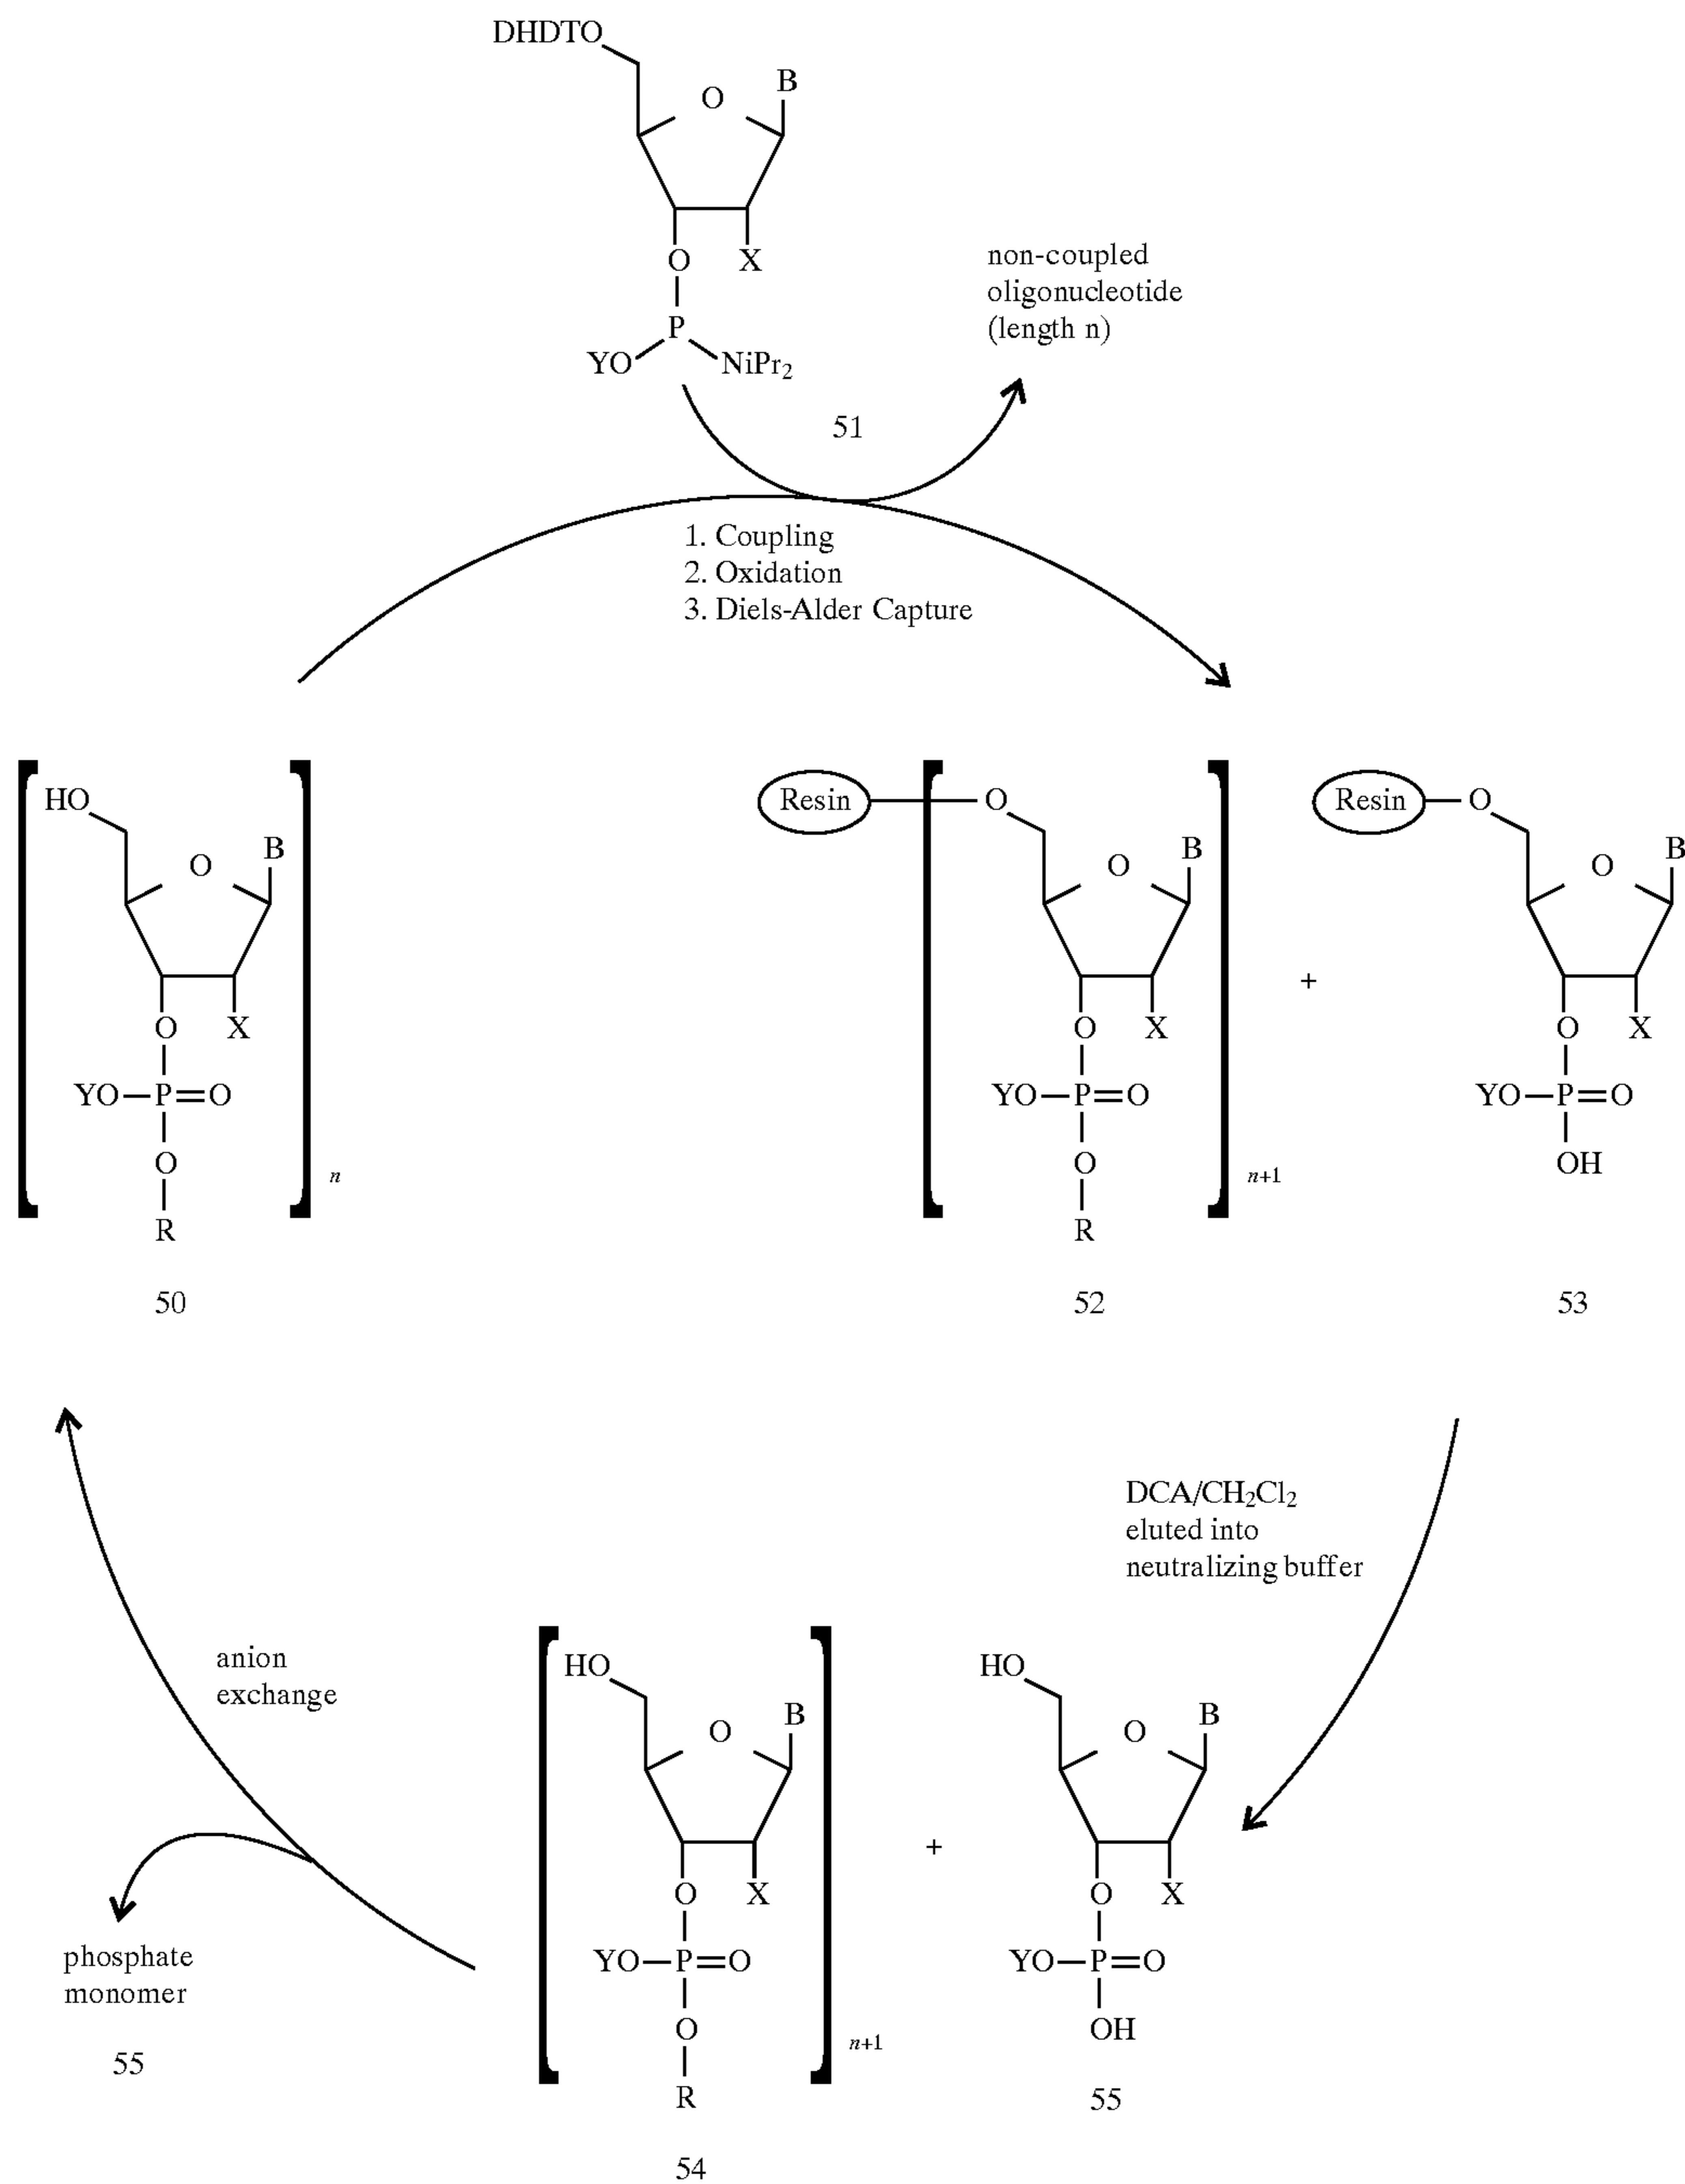 DHDTO
B
O
O
X
P
YO
NiPr2
non-coupled
oligonucleotide
(length n)
51
1. Coupling
2. Oxidation
3. Diels-Alder Capture
HO
B
O
O
X
YO—P=O
O
R
n
50
Resin
O
B
O
O
X
YO—P=O
O
R
n+1
52
+
Resin
O
B
O
O
X
YO—P=O
OH
53
DCA/CH2Cl2
eluted into
neutralizing buffer
anion
exchange
phosphate
monomer
55
HO
B
O
O
X
YO—P=O
O
R
n+1
54
+
HO
B
O
O
X
YO—P=O
OH
55